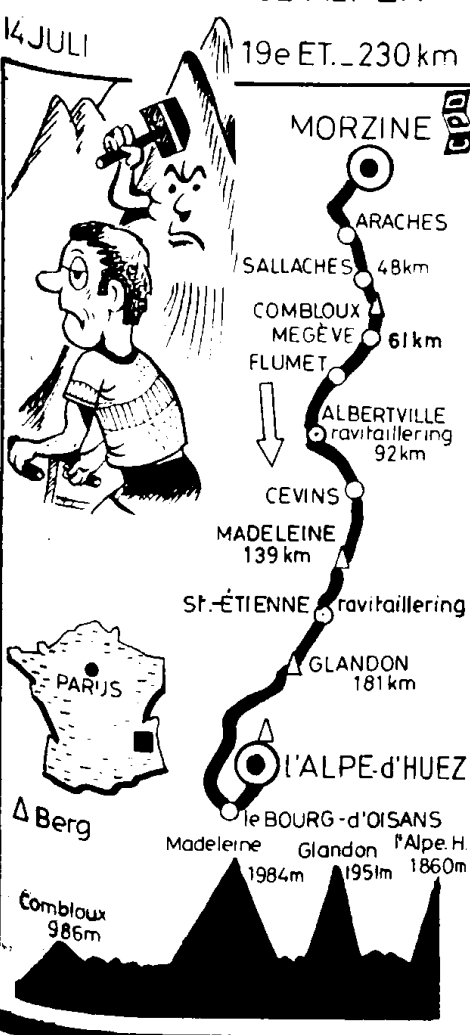 14 JULI
19e ET._230 km
MORZINE
CPD
ARACHES
SALLACHES 48km
COMBLOUX
MEGÈVE 61km
FLUMET
ALBERTVILLE
ravitaillering
92km
CEVINS
MADELEINE
139 km
St.-ÉTIENNE ravitaillering
GLANDON
181km
PARIJS
l'ALPE-d'HUEZ
le BOURG-d'OISANS
Berg
Madeleine
1984m
Glandon
1951m
l'Alpe. H.
1860m
Combloux
986m